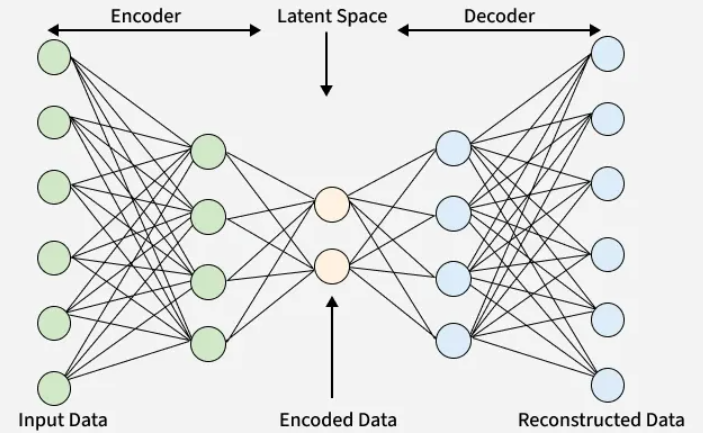 Encoder
Latent Space
Decoder
Input Data
Encoded Data
Reconstructed Data